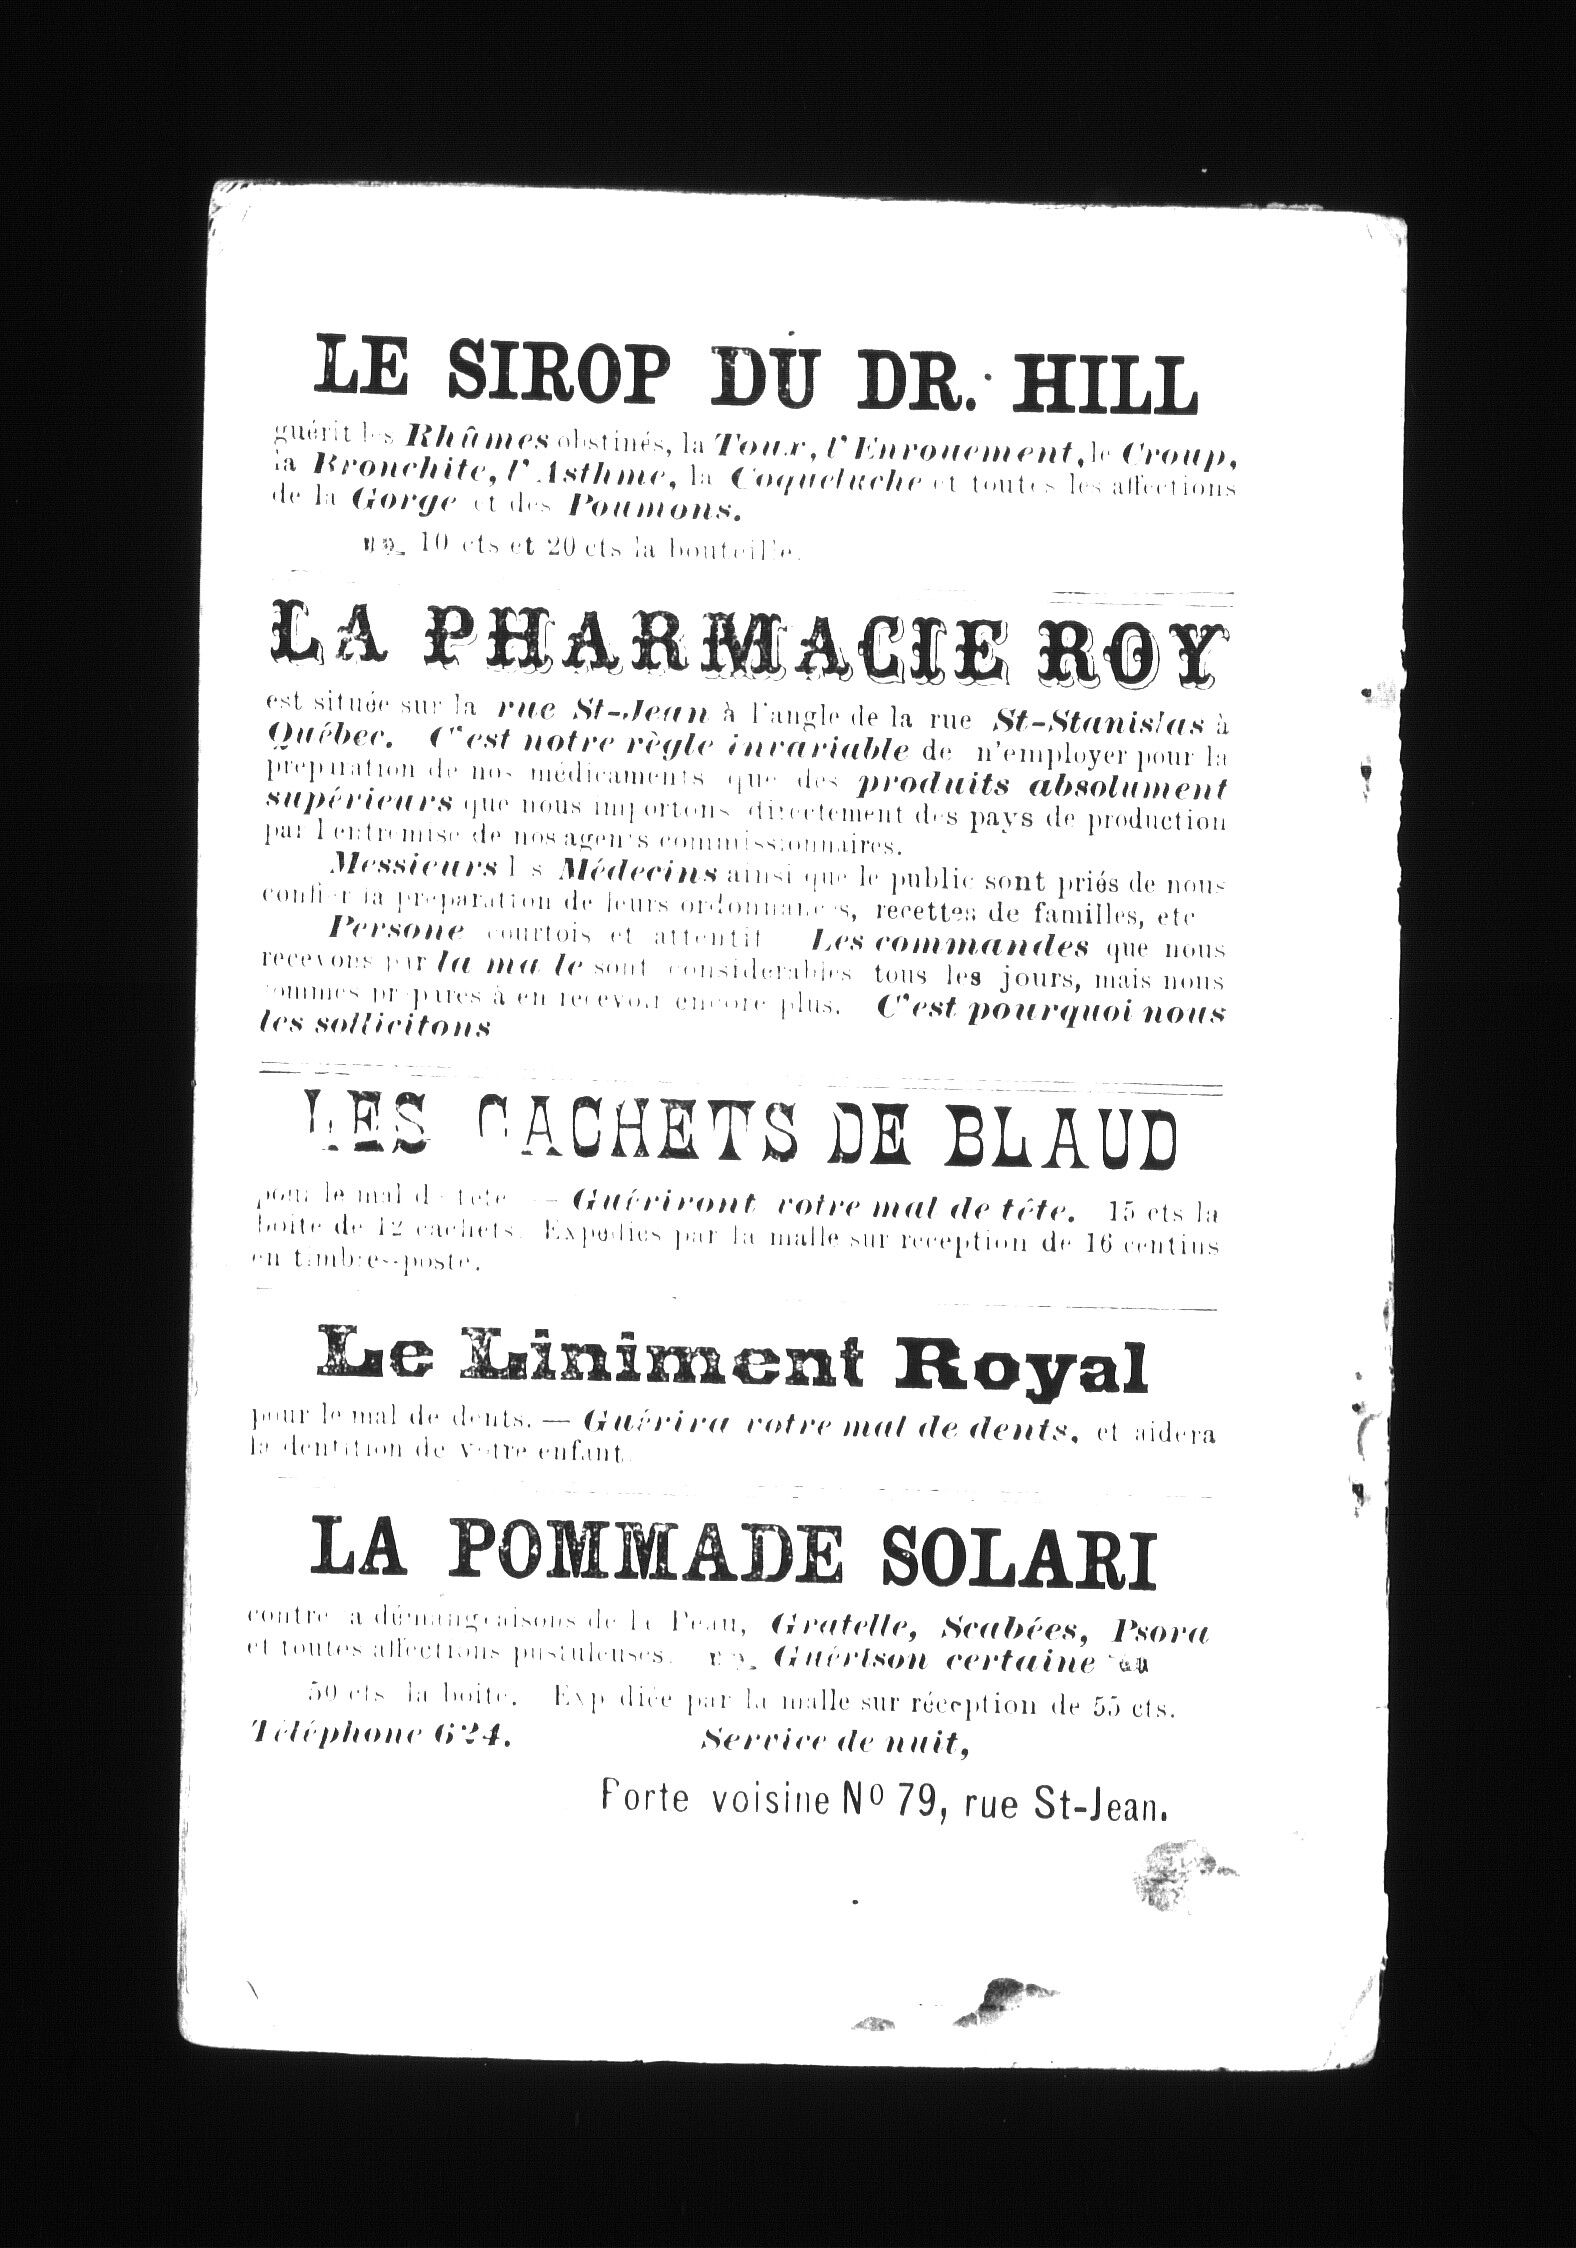 LE SIROP DU DR. HILL
guérit les Rhûmes obstinés, la Toux, l'Enrouement, le Croup,
la Bronchite, l'Asthme, la Coqueluche et toutes les affections
de la Gorge et des Poumons.
10 cts et 20 cts la bouteille.
LA PHARMACIE ROY
est située sur la rue St-Jean à l'angle de la rue St-Stanislas à
Québec. C'est notre règle invariable de n'employer pour la
préparation de nos médicaments que des produits absolument
supérieurs que nous importons directement des pays de production
par l'entremise de nos agents commissionnaires.
Messieurs les Médecins ainsi que le public sont priés de nous
confier la préparation de leurs ordonnances, recettes de familles, etc
Persone courtois et attentif Les commandes que nous
recevons par la ma le sont considerables tous les jours, mais nous
sommes préparés à en recevoir encore plus. C'est pourquoi nous
les sollicitons
LES CACHETS DE BLAUD
pour le mal de tête — Guériront votre mal de tête. 15 cts la
boite de 12 cachets. Expédiés par la malle sur reception de 16 centins
en timbres-poste.
Le Liniment Royal
pour le mal de dents. — Guérira votre mal de dents, et aidera
la dentition de votre enfant.
LA POMMADE SOLARI
contre la démangeaisons de la Peau, Gratelle, Scabées, Psora
et toutes affections pustuleuses. Guérison certaine
50 cts la boite. Expédiée par la malle sur réception de 55 cts.
Téléphone 624. Service de nuit,
Porte voisine No 79, rue St-Jean.